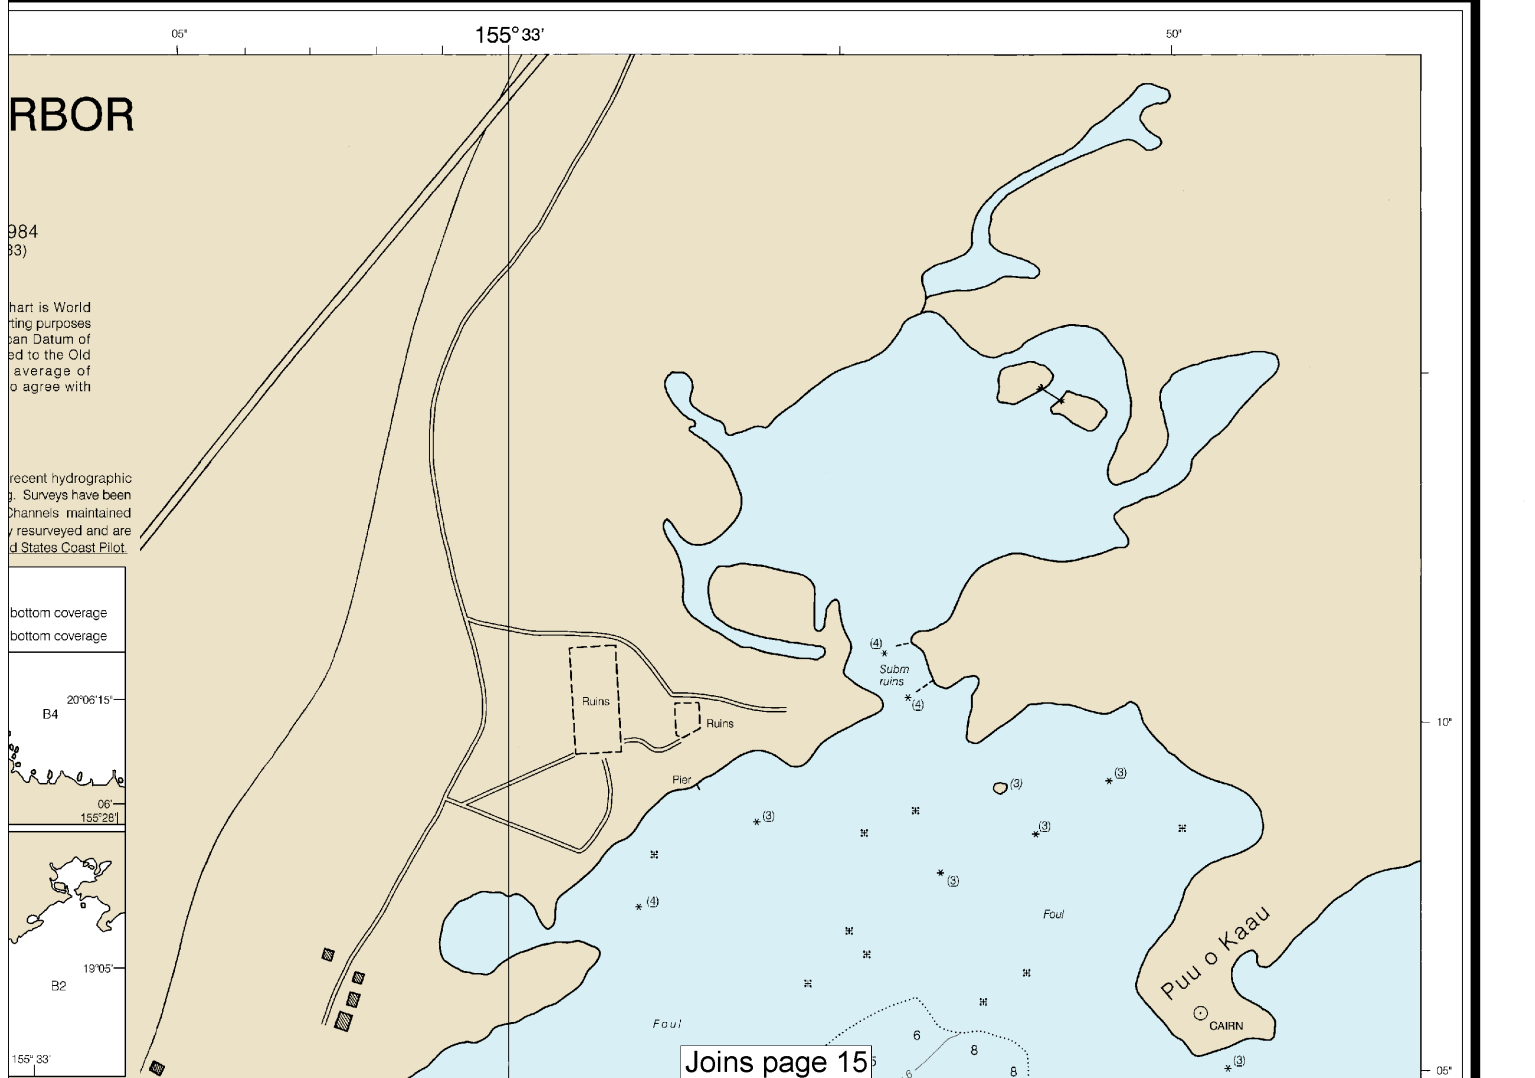 05"
155°33'
50'
RBOR
984
83)
hart is World
rting purposes
can Datum of
ed to the Old
average of
o agree with
recent hydrographic
g. Surveys have been
Channels maintained
y resurveyed and are
d States Coast Pilot.
bottom coverage
bottom coverage
20°06'15"
B4
06'
155°28'
19°05'
B2
155° 33'
(4)
Subm
ruins
(4)
Ruins
Ruins
10"
Pier
(3)
(3)
(3)
(3)
(3)
(4)
Foul
Puu o Kaau
CAIRN
Foul
6
8
8
6
(3)
05"
Joins page 15